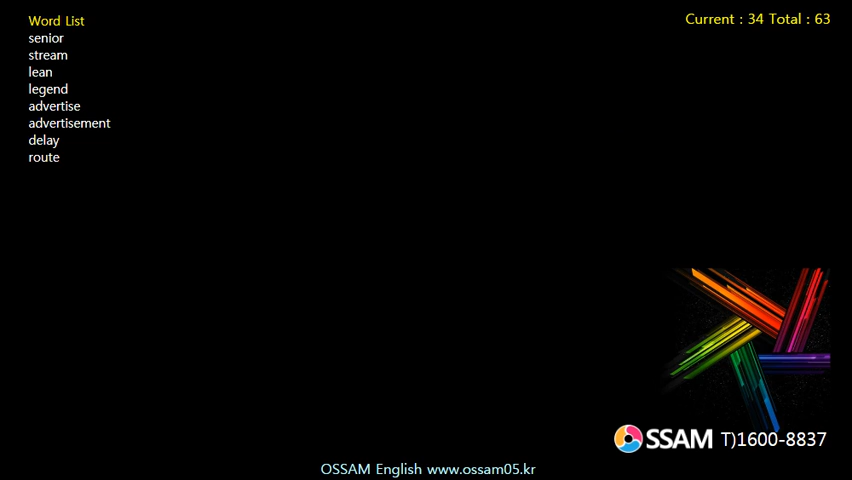 Word List
Current : 34 Total : 63
senior
stream
lean
legend
advertise
advertisement
delay
route
OSSAM T)1600-8837
OSSAM English www.ossam05.kr